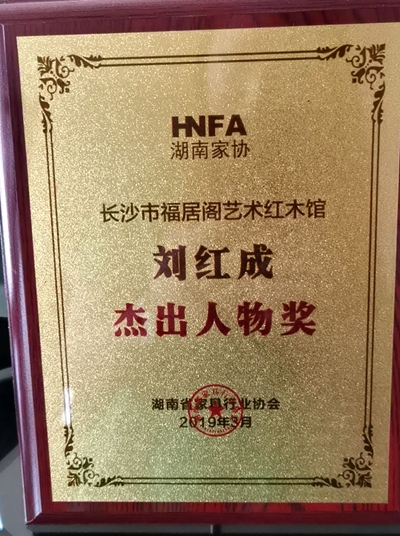 HNFA
湖南家协
长沙市福居阁艺术红木馆
刘红成
杰出人物奖
湖南省家具行业协会
2019年3月